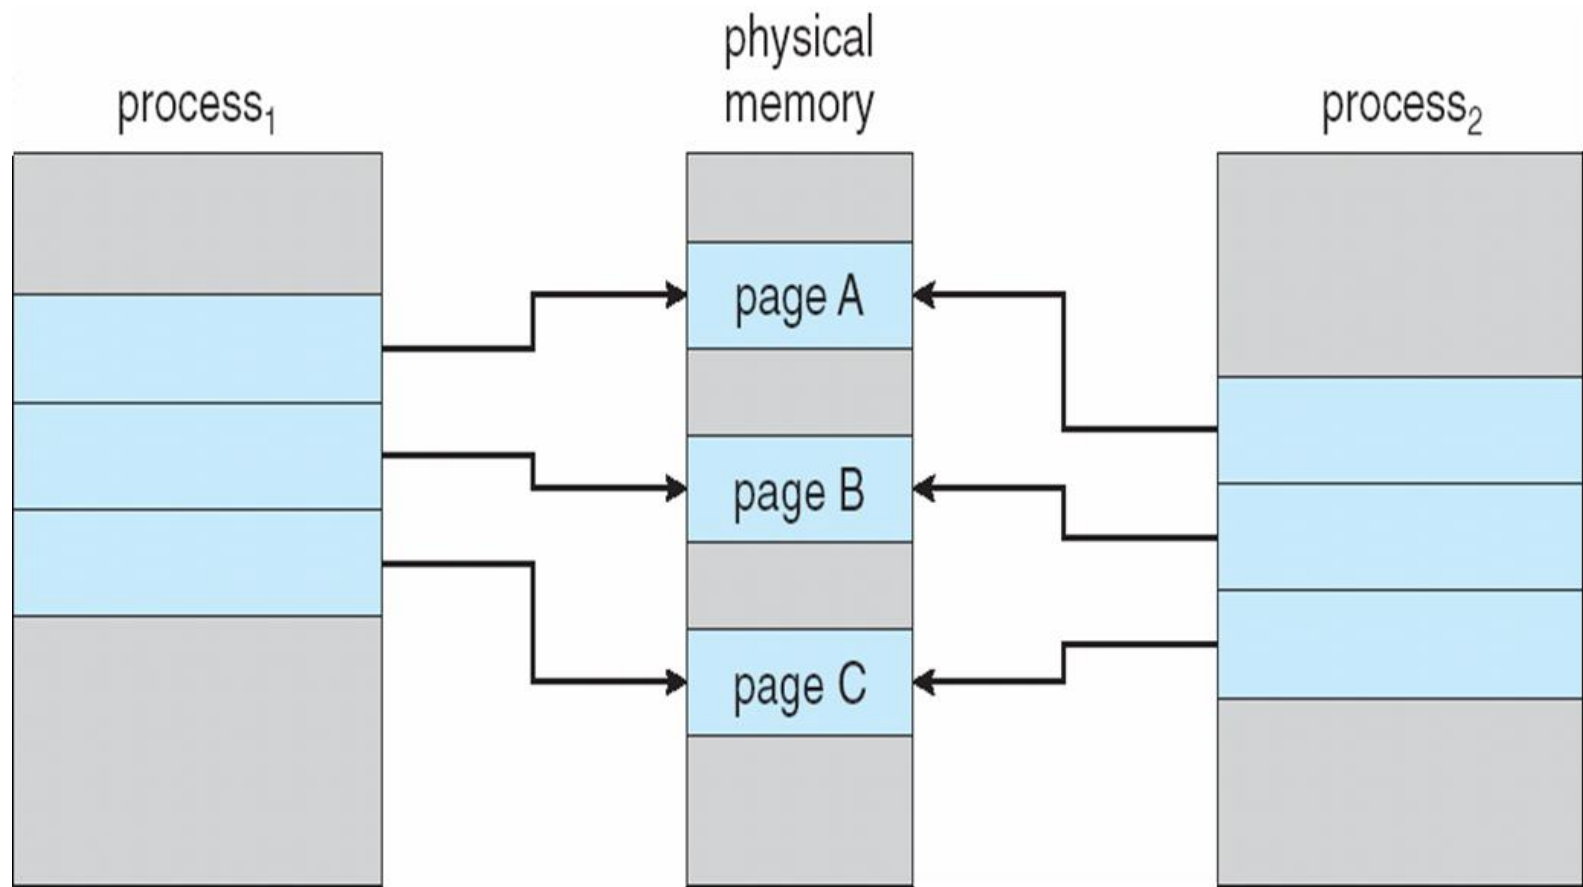 physical
memory
process₁
process₂
page A
page B
page C